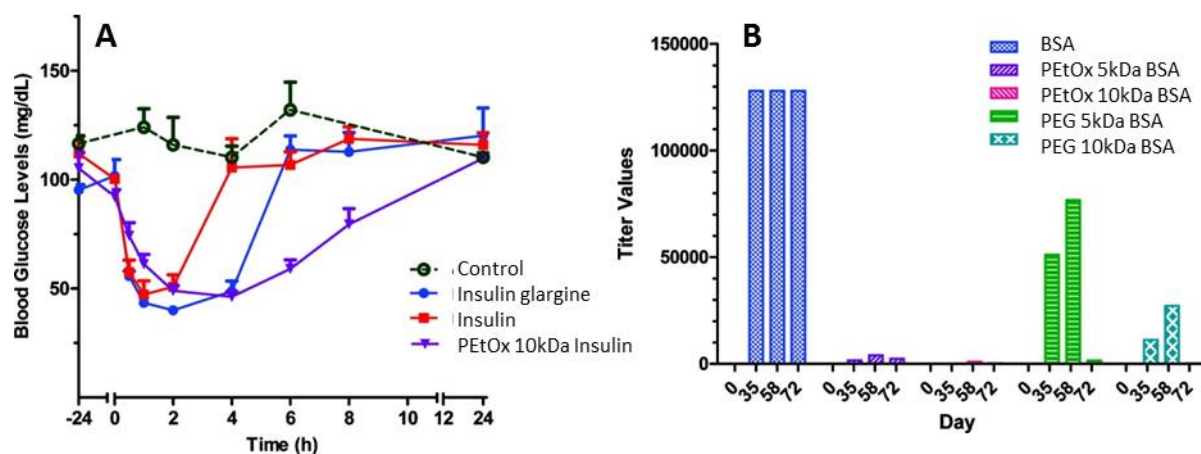 A
Blood Glucose Levels (mg/dL)
150
100
50
-24 0 2 4 6 8 10 12 24
Time (h)
Control
Insulin glargine
Insulin
PEtOx 10kDa Insulin
B
Titer Values
150000
100000
50000
0
0 35 58 72 0 35 58 72 0 35 58 72 0 35 58 72 0 35 58 72
Day
BSA
PEtOx 5kDa BSA
PEtOx 10kDa BSA
PEG 5kDa BSA
PEG 10kDa BSA